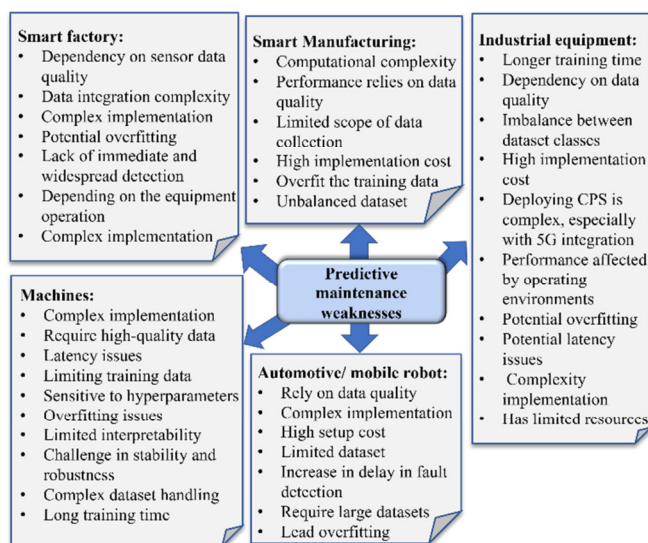 Smart factory:
• Dependency on sensor data
quality
• Data integration complexity
• Complex implementation
• Potential overfitting
• Lack of immediate and
widespread detection
• Depending on the equipment
operation
• Complex implementation
Smart Manufacturing:
• Computational complexity
• Performance relies on data
quality
• Limited scope of data
collection
• High implementation cost
• Overfit the training data
• Unbalanced dataset
Industrial equipment:
• Longer training time
• Dependency on data
quality
• Imbalance between
dataset classes
• High implementation
cost
• Deploying CPS is
complex, especially
with 5G integration
• Performance affected
by operating
environments
• Potential overfitting
• Potential latency
issues
• Complexity
implementation
• Has limited resources
Predictive
maintenance
weaknesses
Machines:
• Complex implementation
• Require high-quality data
• Latency issues
• Limiting training data
• Sensitive to hyperparameters
• Overfitting issues
• Limited interpretability
• Challenge in stability and
robustness
• Complex dataset handling
• Long training time
Automotive/ mobile robot:
• Rely on data quality
• Complex implementation
• High setup cost
• Limited dataset
• Increase in delay in fault
detection
• Require large datasets
• Lead overfitting